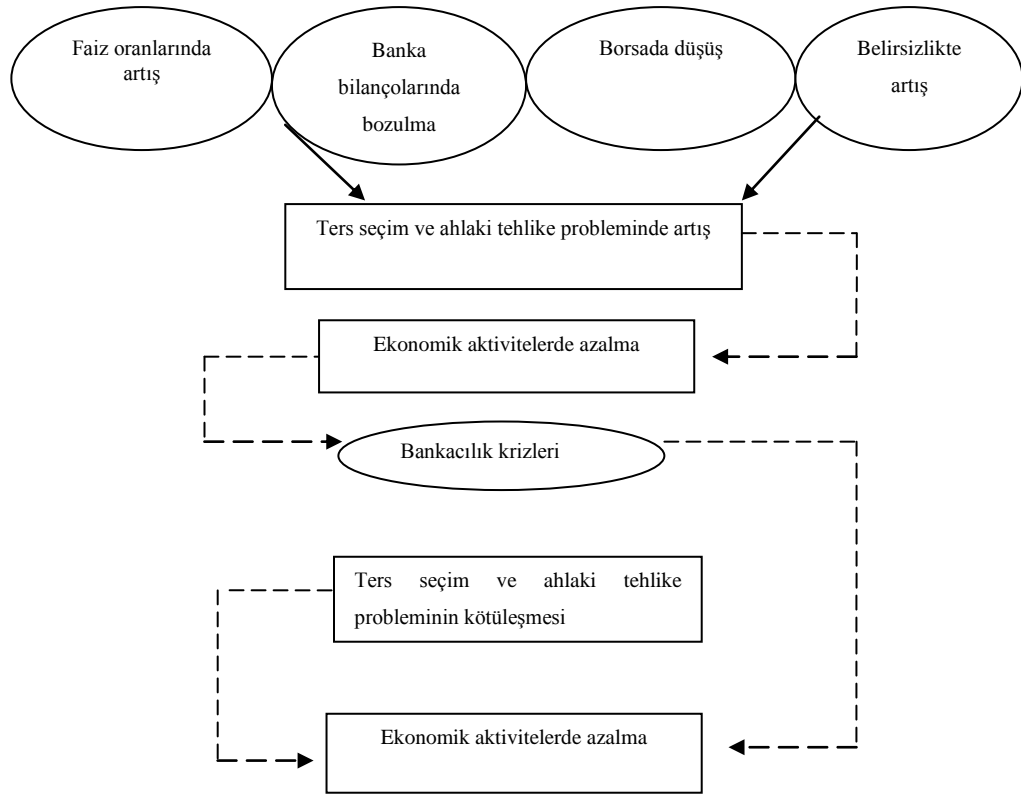 Faiz oranlarında
artış
Banka
bilançolarında
bozulma
Borsada düşüş
Belirsizlikte
artış
Ters seçim ve ahlaki tehlike probleminde artış
Ekonomik aktivitelerde azalma
Bankacılık krizleri
Ters seçim ve ahlaki tehlike
probleminin kötüleşmesi
Ekonomik aktivitelerde azalma